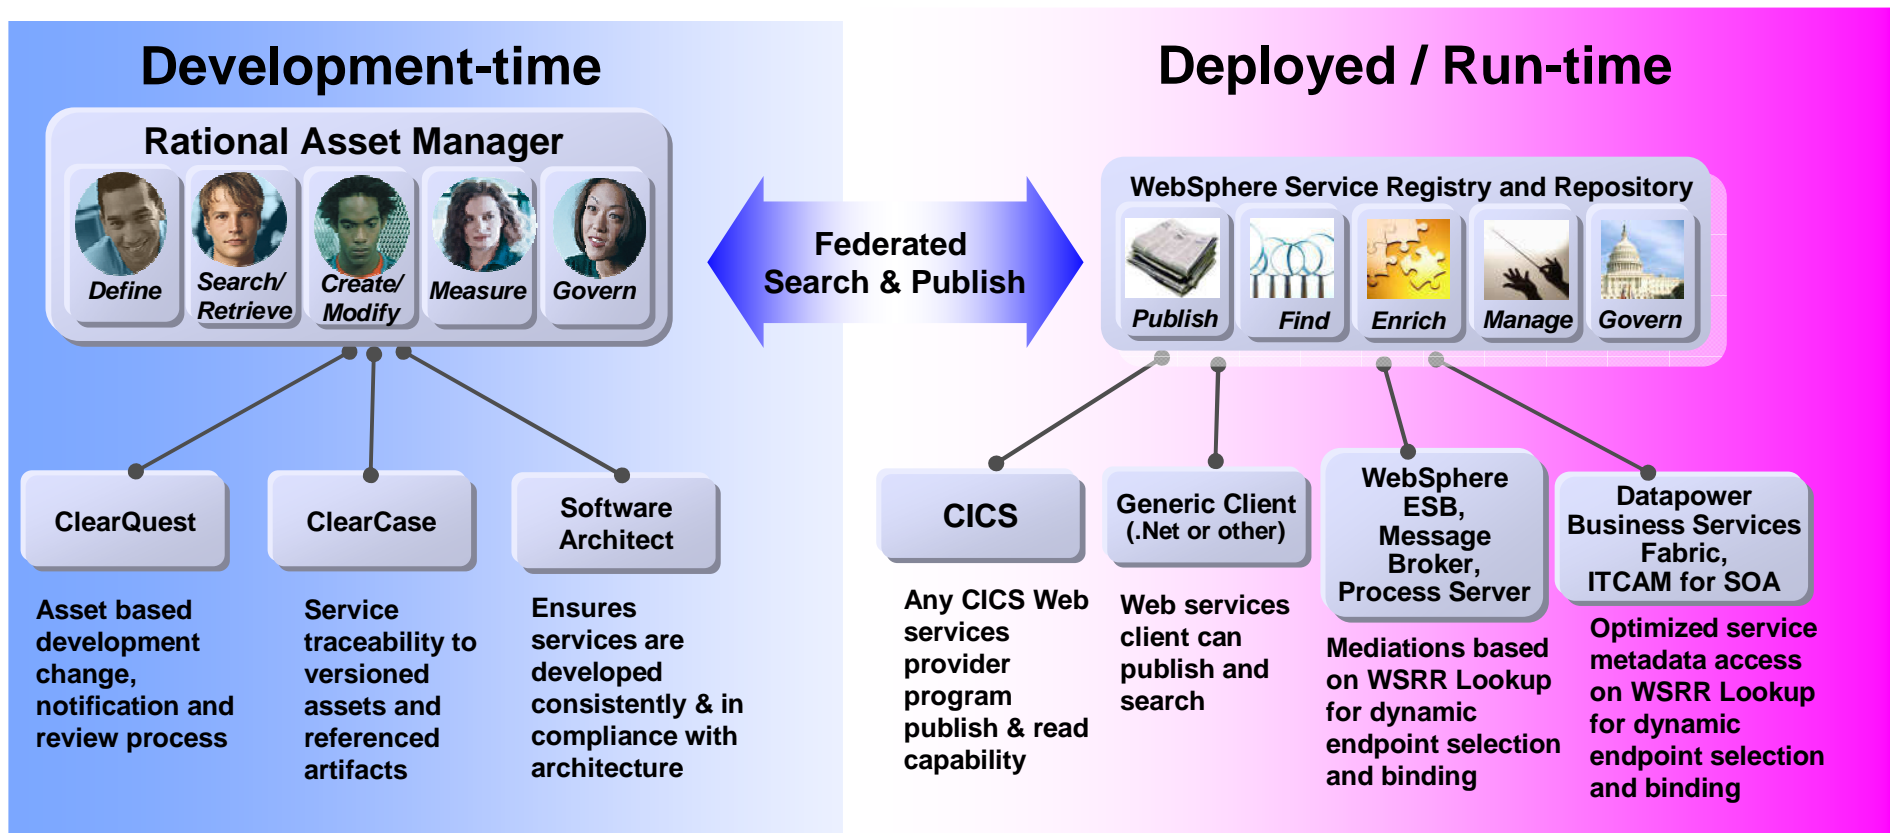 Development-time
Rational Asset Manager
Define
Search/
Retrieve
Create/
Modify
Measure
Govern
ClearQuest
Asset based
development
change,
notification and
review process
ClearCase
Service
traceability to
versioned
assets and
referenced
artifacts
Software
Architect
Ensures
services are
developed
consistently & in
compliance with
architecture
Federated
Search & Publish
Deployed / Run-time
WebSphere Service Registry and Repository
Publish
Find
Enrich
Manage
Govern
CICS
Any CICS Web
services
provider
program
publish & read
capability
Generic Client
(.Net or other)
Web services
client can
publish and
search
WebSphere
ESB,
Message
Broker,
Process Server
Mediations based
on WSRR Lookup
for dynamic
endpoint selection
and binding
Datapower
Business Services
Fabric,
ITCAM for SOA
Optimized service
metadata access
on WSRR Lookup
for dynamic
endpoint selection
and binding